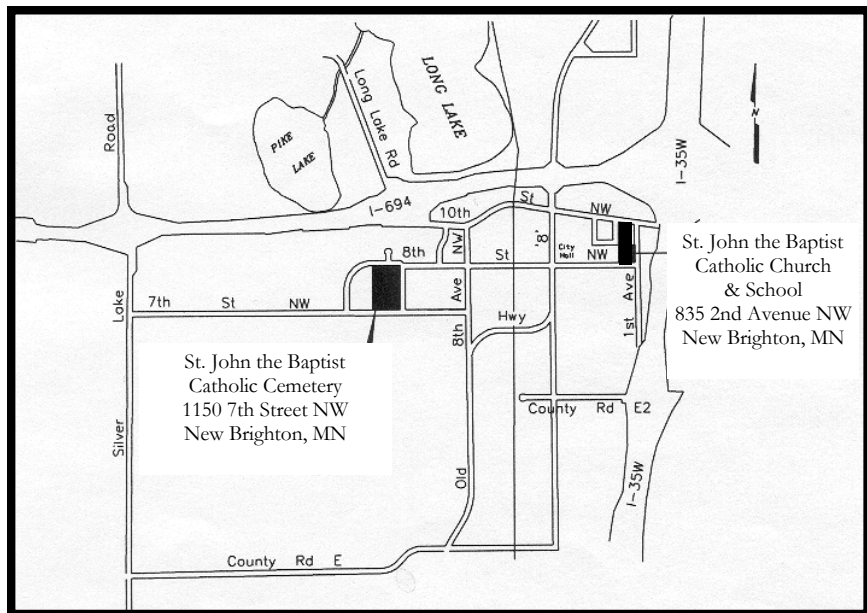 LONG LAKE
Long Lake Rd
PIKE
LAKE
Road
I-35W
N
I-694
10th St NW
8th St NW
'8'
City
Hall
7th St NW
8th Ave NW
Old Hwy
1st Ave
Silver Lake
County Rd E2
I-35W
County Rd E
St. John the Baptist
Catholic Church
& School
835 2nd Avenue NW
New Brighton, MN
St. John the Baptist
Catholic Cemetery
1150 7th Street NW
New Brighton, MN